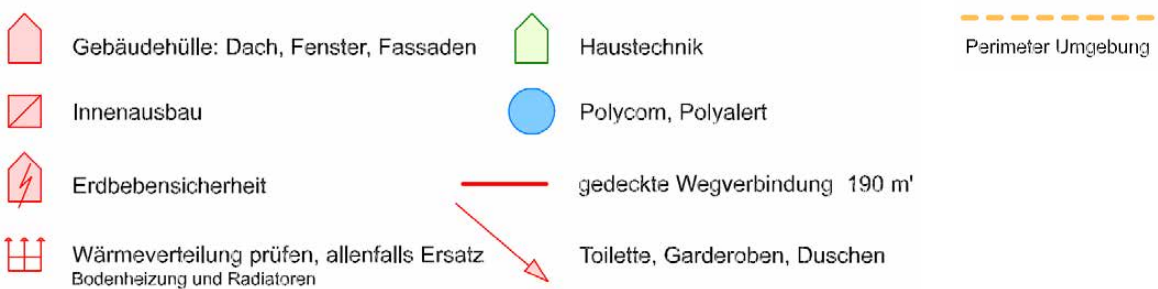 Gebäudehülle: Dach, Fenster, Fassaden
Haustechnik
Perimeter Umgebung
Innenausbau
Polycom, Polyalert
Erdbebensicherheit
gedeckte Wegverbindung 190 m'
Wärmeverteilung prüfen, allenfalls Ersatz
Bodenheizung und Radiatoren
Toilette, Garderoben, Duschen